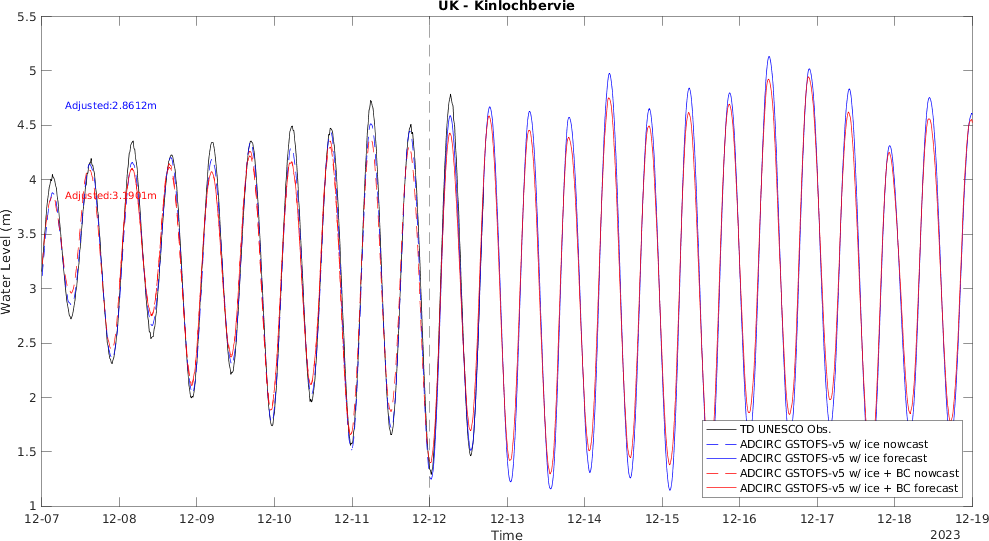 UK - Kinlochbervie
5.5
5
4.5
4
3.5
3
2.5
2
1.5
1
Water Level (m)
Adjusted:2.8612m
Adjusted:3.1901m
TD UNESCO Obs.
ADCIRC GSTOFS-v5 w/ ice nowcast
ADCIRC GSTOFS-v5 w/ ice forecast
ADCIRC GSTOFS-v5 w/ ice + BC nowcast
ADCIRC GSTOFS-v5 w/ ice + BC forecast
12-07 12-08 12-09 12-10 12-11 12-12 12-13 12-14 12-15 12-16 12-17 12-18 12-19
Time
2023